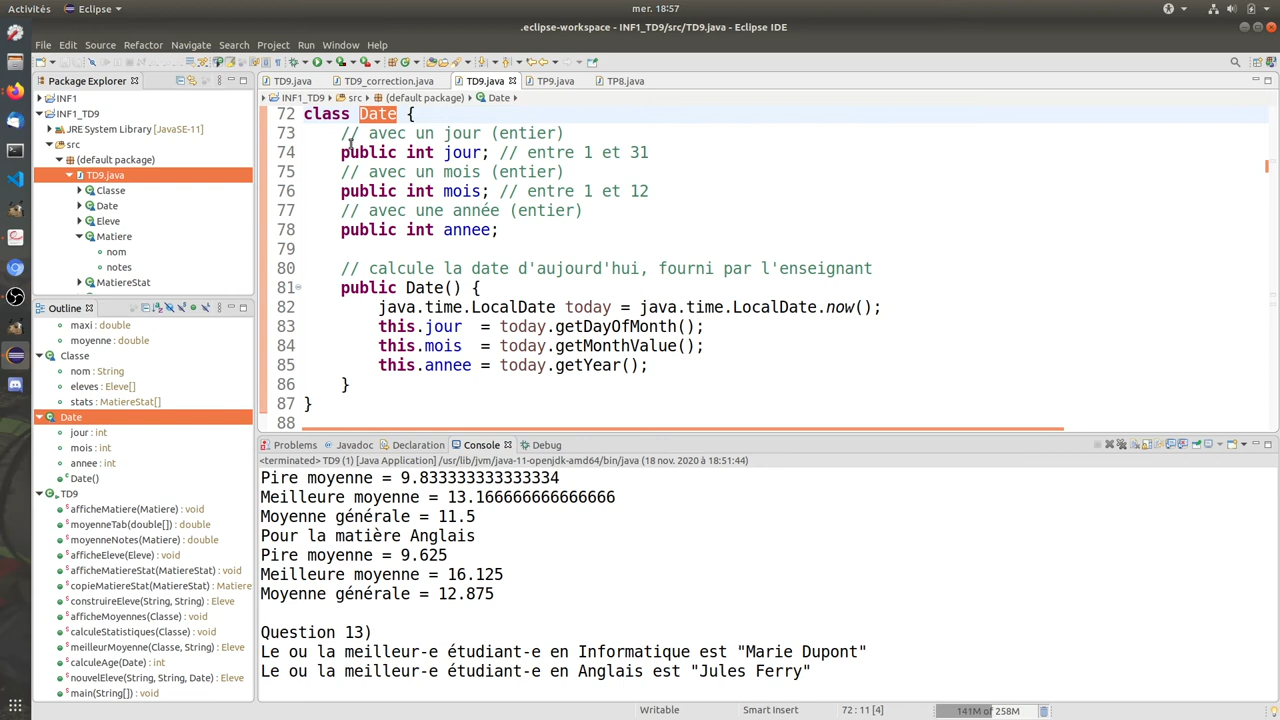 Activités
Eclipse
mer. 18:57
.eclipse-workspace - INF1_TD9/src/TD9.java - Eclipse IDE
File Edit Source Refactor Navigate Search Project Run Window Help
Package Explorer
INF1
INF1_TD9
JRE System Library [JavaSE-11]
src
(default package)
TD9.java
Classe
Date
Eleve
Matiere
nom
notes
MatiereStat
Outline
maxi : double
moyenne : double
Classe
nom : String
eleves : Eleve[]
stats : MatiereStat[]
Date
jour : int
mois : int
annee : int
Date()
TD9
afficheMatiere(Matiere) : void
moyenneTab(double[]) : double
moyenneNotes(Matiere) : double
afficheEleve(Eleve) : void
afficheMatiereStat(MatiereStat) : void
copieMatiereStat(MatiereStat) : Matiere
construireEleve(String, String) : Eleve
afficheMoyennes(Classe) : void
calculeStatistiques(Classe) : void
meilleurMoyenne(Classe, String) : Eleve
calculeAge(Date) : int
nouvelEleve(String, String, Date) : Eleve
main(String[]) : void
TD9.java TD9_correction.java TD9.java TP9.java TP8.java
INF1_TD9 src (default package) Date
72 class Date {
73 // avec un jour (entier)
74 public int jour; // entre 1 et 31
75 // avec un mois (entier)
76 public int mois; // entre 1 et 12
77 // avec une année (entier)
78 public int annee;
79
80 // calcule la date d'aujourd'hui, fourni par l'enseignant
81 public Date() {
82 java.time.LocalDate today = java.time.LocalDate.now();
83 this.jour = today.getDayOfMonth();
84 this.mois = today.getMonthValue();
85 this.annee = today.getYear();
86 }
87 }
88
Problems Javadoc Declaration Console Debug
<terminated> TD9 (1) [Java Application] /usr/lib/jvm/java-11-openjdk-amd64/bin/java (18 nov. 2020 à 18:51:44)
Pire moyenne = 9.833333333333334
Meilleure moyenne = 13.166666666666666
Moyenne générale = 11.5
Pour la matière Anglais
Pire moyenne = 9.625
Meilleure moyenne = 16.125
Moyenne générale = 12.875
Question 13)
Le ou la meilleur-e étudiant-e en Informatique est "Marie Dupont"
Le ou la meilleur-e étudiant-e en Anglais est "Jules Ferry"
Writable Smart Insert 72 : 11 [4] 141M of 258M